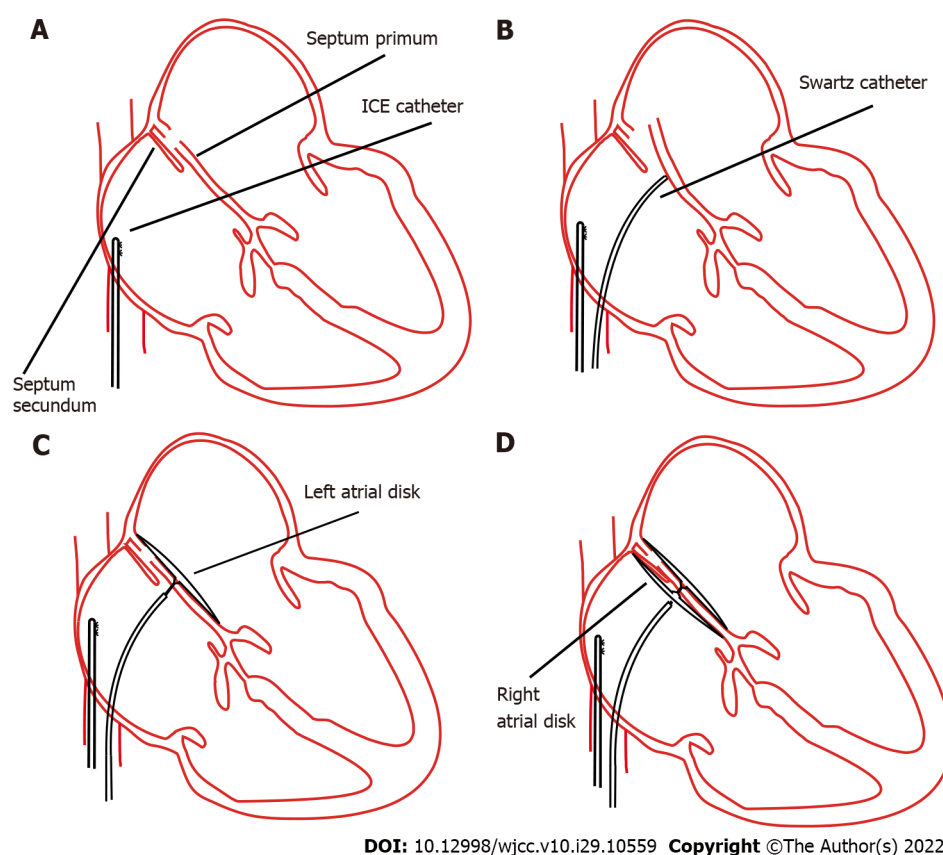 A
Septum primum
ICE catheter
Septum
secundum
B
Swartz catheter
C
Left atrial disk
D
Right
atrial disk
DOI: 10.12998/wjcc.v10.i29.10559 Copyright ©The Author(s) 2022